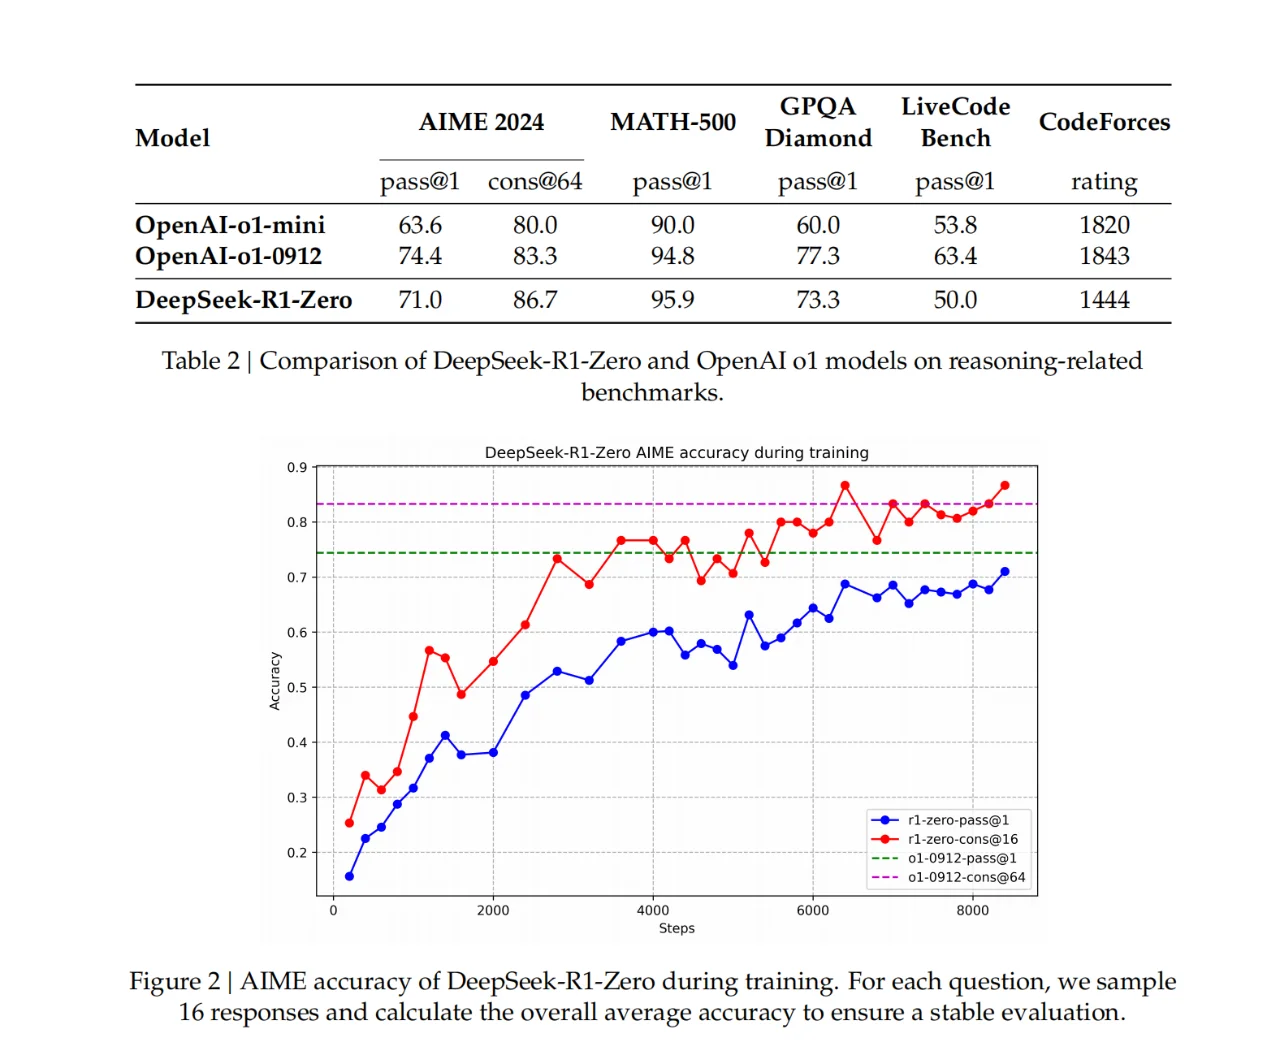 Model AIME 2024 MATH-500 GPQA Diamond LiveCode Bench CodeForces
pass@1 cons@64 pass@1 pass@1 pass@1 rating
OpenAI-o1-mini 63.6 80.0 90.0 60.0 53.8 1820
OpenAI-o1-0912 74.4 83.3 94.8 77.3 63.4 1843
DeepSeek-R1-Zero 71.0 86.7 95.9 73.3 50.0 1444
Table 2 | Comparison of DeepSeek-R1-Zero and OpenAI o1 models on reasoning-related
benchmarks.
DeepSeek-R1-Zero AIME accuracy during training
0.9
0.8
0.7
0.6
0.5
0.4
0.3
0.2
Accuracy
r1-zero-pass@1
r1-zero-cons@16
o1-0912-pass@1
o1-0912-cons@64
0 2000 4000 6000 8000
Steps
Figure 2 | AIME accuracy of DeepSeek-R1-Zero during training. For each question, we sample
16 responses and calculate the overall average accuracy to ensure a stable evaluation.